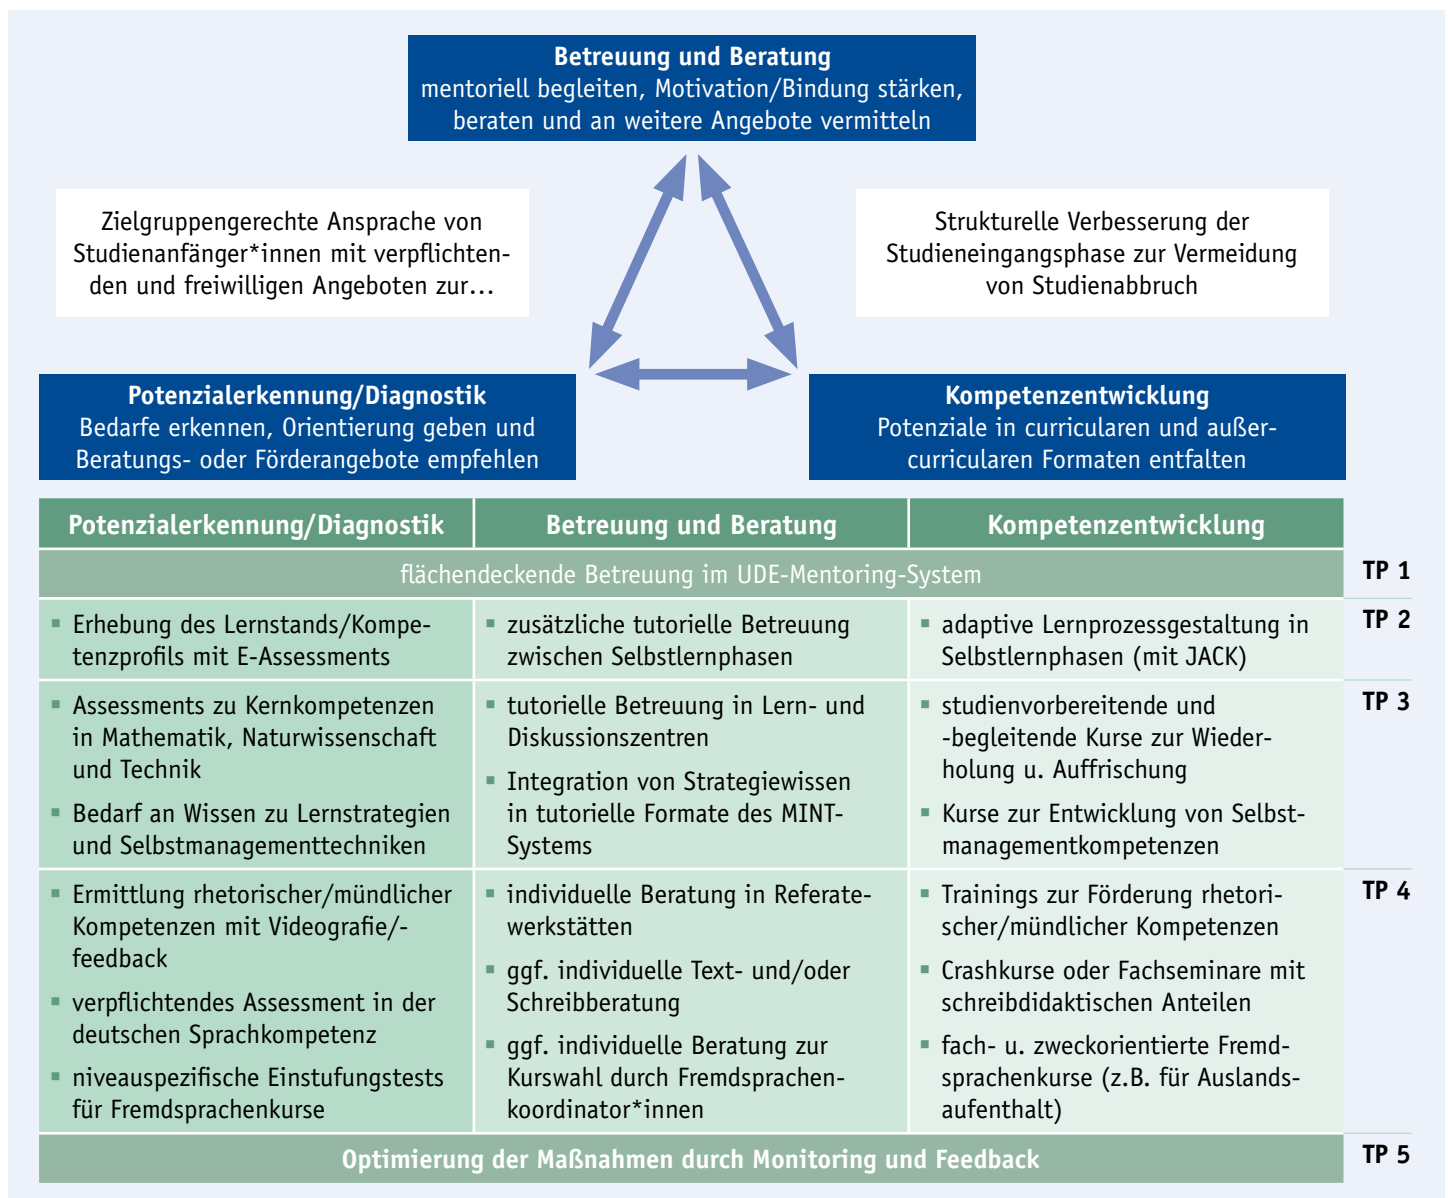 Betreuung und Beratung
mentoriell begleiten, Motivation/Bindung stärken,
beraten und an weitere Angebote vermitteln
Zielgruppengerechte Ansprache von
Studienanfänger*innen mit verpflichten-
den und freiwilligen Angeboten zur...
Strukturelle Verbesserung der
Studieneingangsphase zur Vermeidung
von Studienabbruch
Potenzialerkennung/Diagnostik
Bedarfe erkennen, Orientierung geben und
Beratungs- oder Förderangebote empfehlen
Kompetenzentwicklung
Potenziale in curricularen und außer-
curricularen Formaten entfalten
Potenzialerkennung/Diagnostik
Betreuung und Beratung
Kompetenzentwicklung
flächendeckende Betreuung im UDE-Mentoring-System
TP 1
▪ Erhebung des Lernstands/Kompe-
tenzprofils mit E-Assessments
▪ zusätzliche tutorielle Betreuung
zwischen Selbstlernphasen
▪ adaptive Lernprozessgestaltung in
Selbstlernphasen (mit JACK)
TP 2
▪ Assessments zu Kernkompetenzen
in Mathematik, Naturwissenschaft
und Technik
▪ Bedarf an Wissen zu Lernstrategien
und Selbstmanagementtechniken
▪ tutorielle Betreuung in Lern- und
Diskussionszentren
▪ Integration von Strategiewissen
in tutorielle Formate des MINT-
Systems
▪ studienvorbereitende und
-begleitende Kurse zur Wieder-
holung u. Auffrischung
▪ Kurse zur Entwicklung von Selbst-
managementkompetenzen
TP 3
▪ Ermittlung rhetorischer/mündlicher
Kompetenzen mit Videografie/-
feedback
▪ verpflichtendes Assessment in der
deutschen Sprachkompetenz
▪ niveauspezifische Einstufungstests
für Fremdsprachenkurse
▪ individuelle Beratung in Referate-
werkstätten
▪ ggf. individuelle Text- und/oder
Schreibberatung
▪ ggf. individuelle Beratung zur
Kurswahl durch Fremdsprachen-
koordinator*innen
▪ Trainings zur Förderung rhetori-
scher/mündlicher Kompetenzen
▪ Crashkurse oder Fachseminare mit
schreibdidaktischen Anteilen
▪ fach- u. zweckorientierte Fremd-
sprachenkurse (z.B. für Auslands-
aufenthalt)
TP 4
Optimierung der Maßnahmen durch Monitoring und Feedback
TP 5